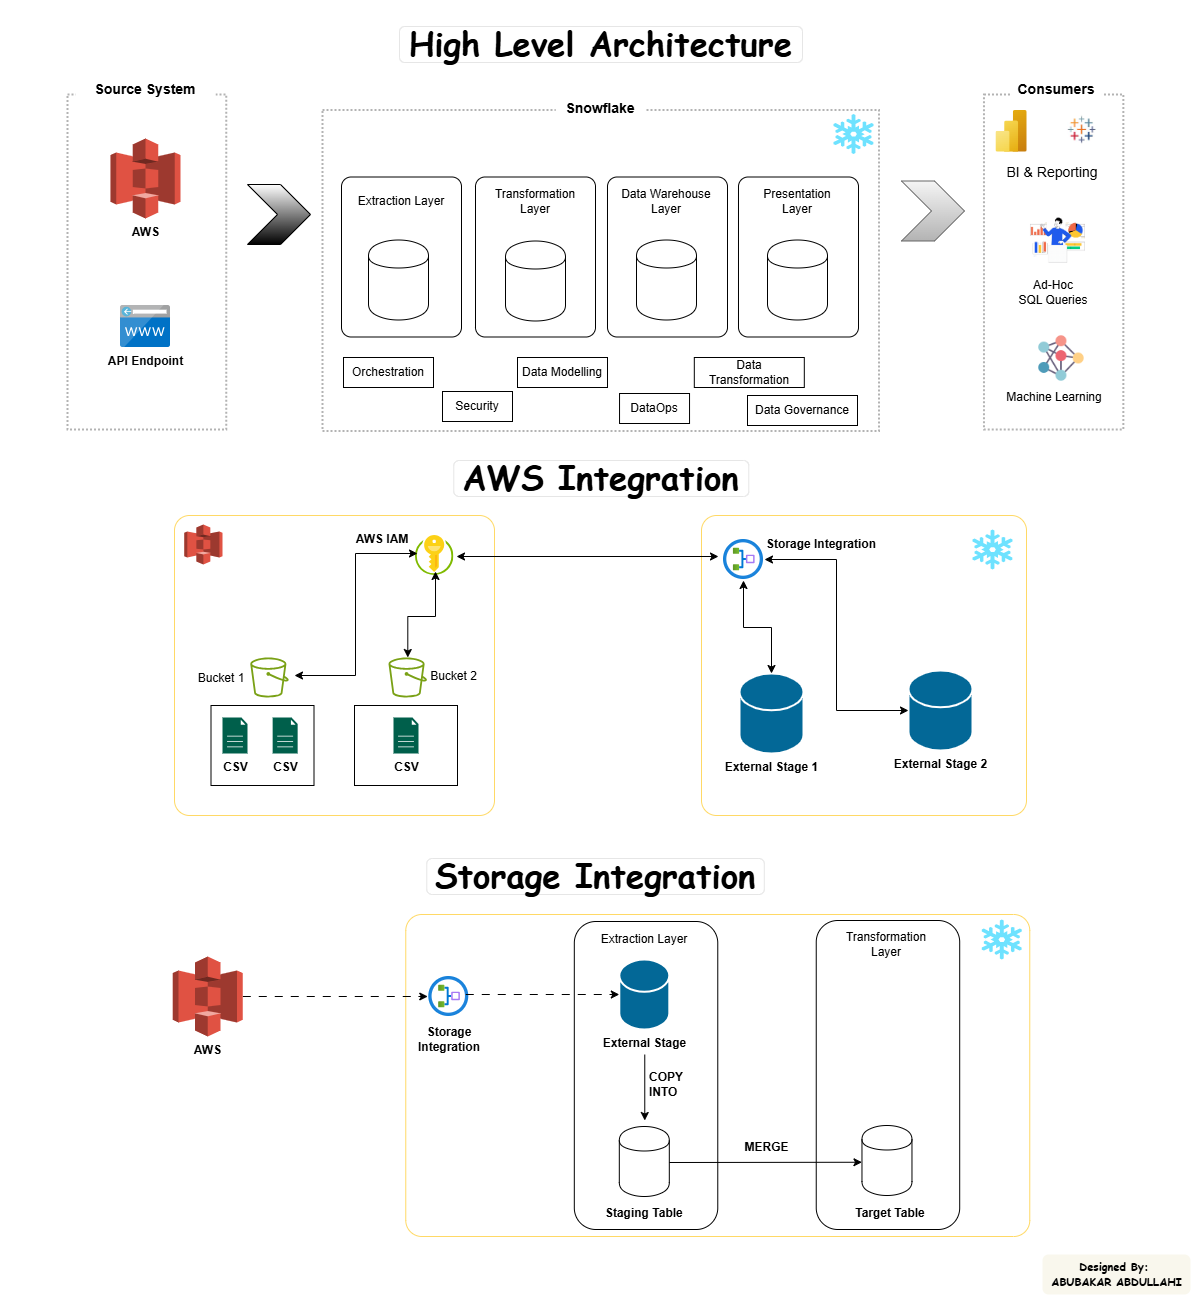 High Level Architecture
Source System
Snowflake
Consumers
AWS
WWW
API Endpoint
Extraction Layer
Transformation
Layer
Data Warehouse
Layer
Presentation
Layer
Orchestration
Data Modelling
Data
Transformation
Security
DataOps
Data Governance
BI & Reporting
Ad-Hoc
SQL Queries
Machine Learning
AWS Integration
AWS IAM
Bucket 1
Bucket 2
CSV
CSV
CSV
Storage Integration
External Stage 1
External Stage 2
Storage Integration
AWS
Storage
Integration
Extraction Layer
External Stage
COPY
INTO
Staging Table
MERGE
Transformation
Layer
Target Table
Designed By:
ABUBAKAR ABDULLAHI